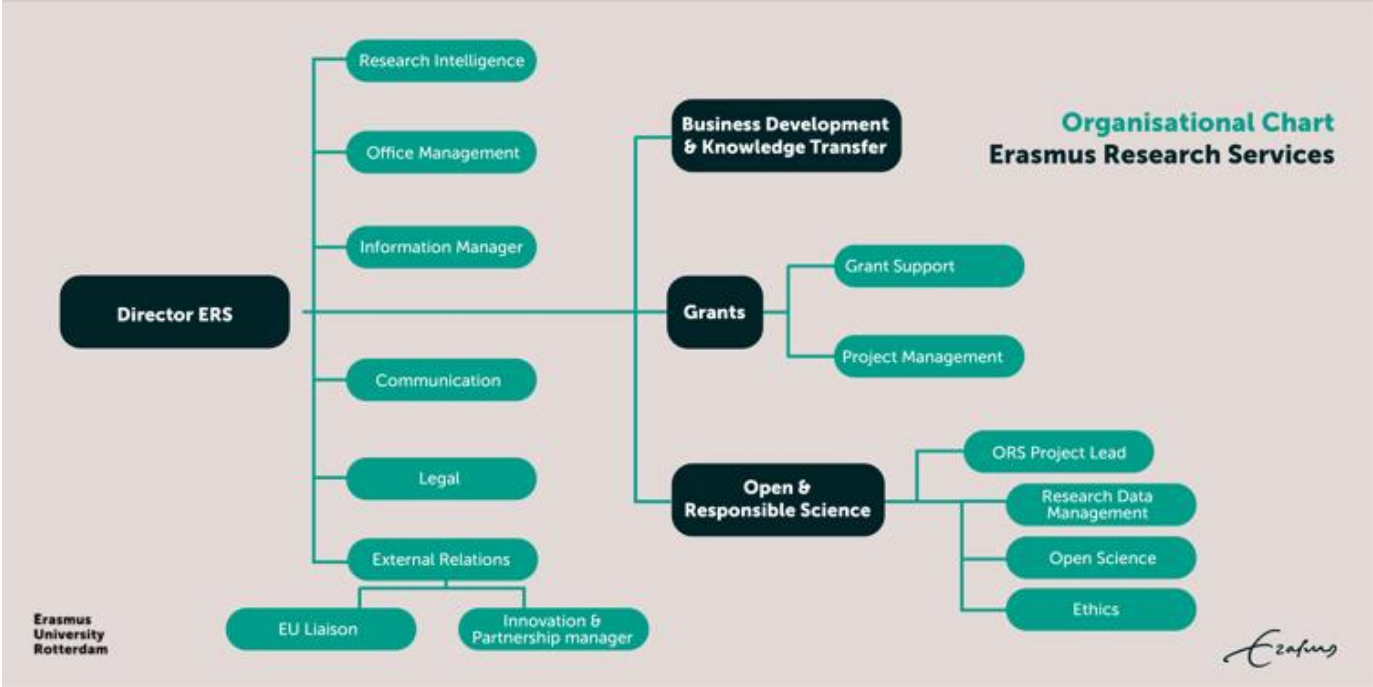 Organisational Chart
Erasmus Research Services
Director ERS
Research Intelligence
Office Management
Information Manager
Communication
Legal
External Relations
EU Liaison
Innovation &
Partnership manager
Business Development
& Knowledge Transfer
Grants
Grant Support
Project Management
Open &
Responsible Science
ORS Project Lead
Research Data
Management
Open Science
Ethics
Erasmus
University
Rotterdam
Erasmus